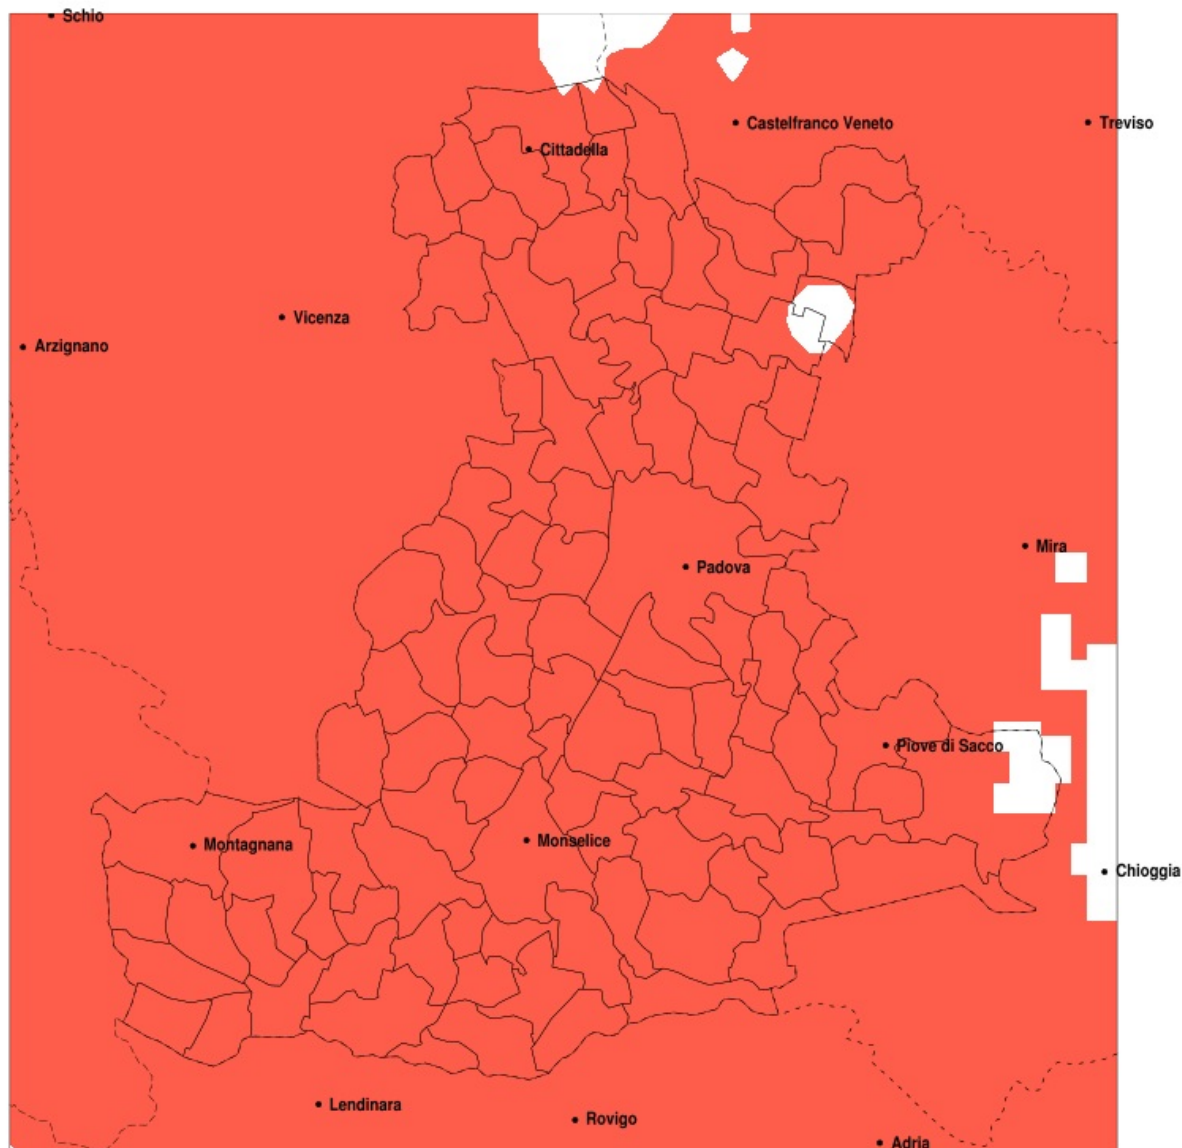 Schio
Castelfranco Veneto
Treviso
Cittadella
Vicenza
Arzignano
Mira
Padova
Piove di Sacco
Montagnana
Monselice
Chioggia
Lendinara
Rovigo
Adria